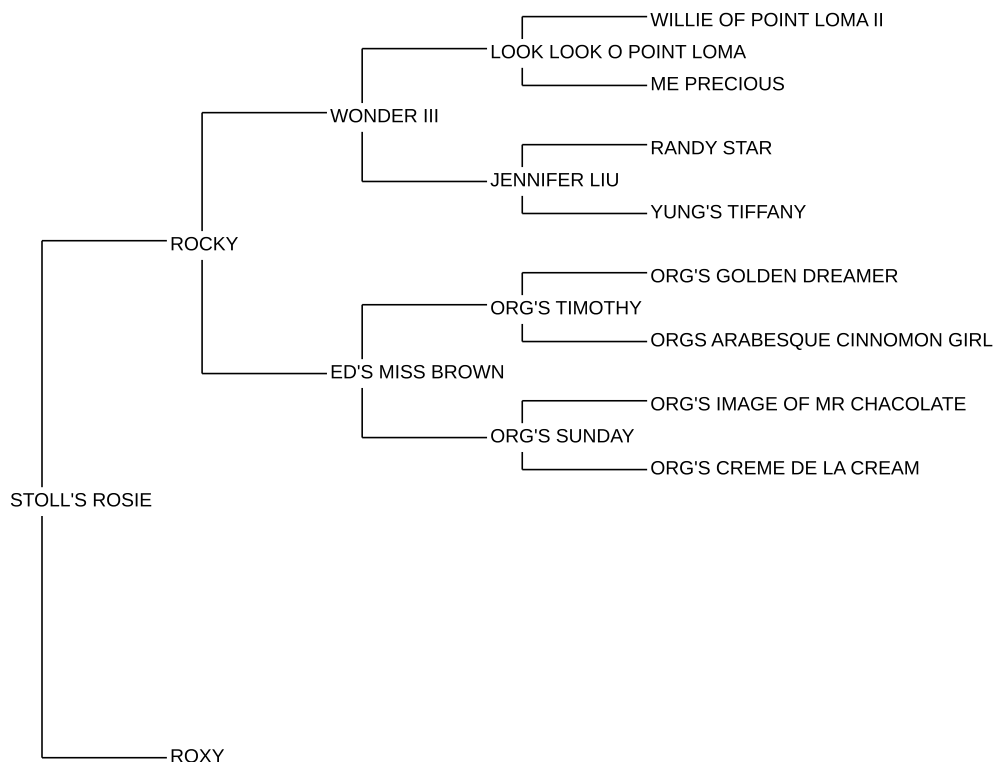 WILLIE OF POINT LOMA II
LOOK LOOK O POINT LOMA
ME PRECIOUS
WONDER III
RANDY STAR
JENNIFER LIU
YUNG'S TIFFANY
ROCKY
ORG'S GOLDEN DREAMER
ORG'S TIMOTHY
ORGS ARABESQUE CINNOMON GIRL
ED'S MISS BROWN
ORG'S IMAGE OF MR CHACOLATE
ORG'S SUNDAY
ORG'S CREME DE LA CREAM
STOLL'S ROSIE
ROXY